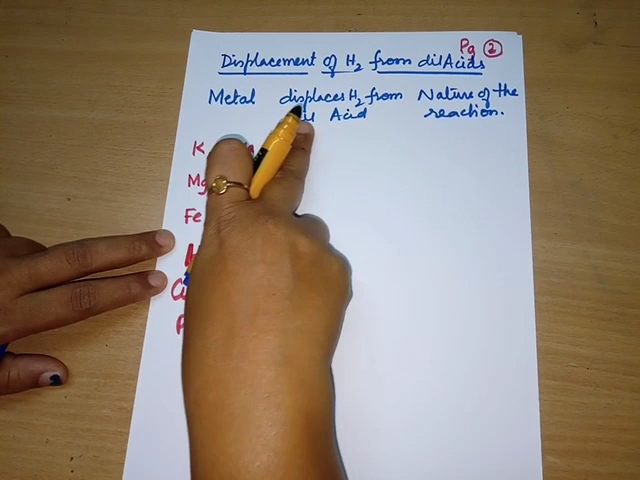 Pg 2
Displacement of H2 from dil Acids
Metal displaces H2 from Nature of the
Acid reaction.
K
Mg
Fe